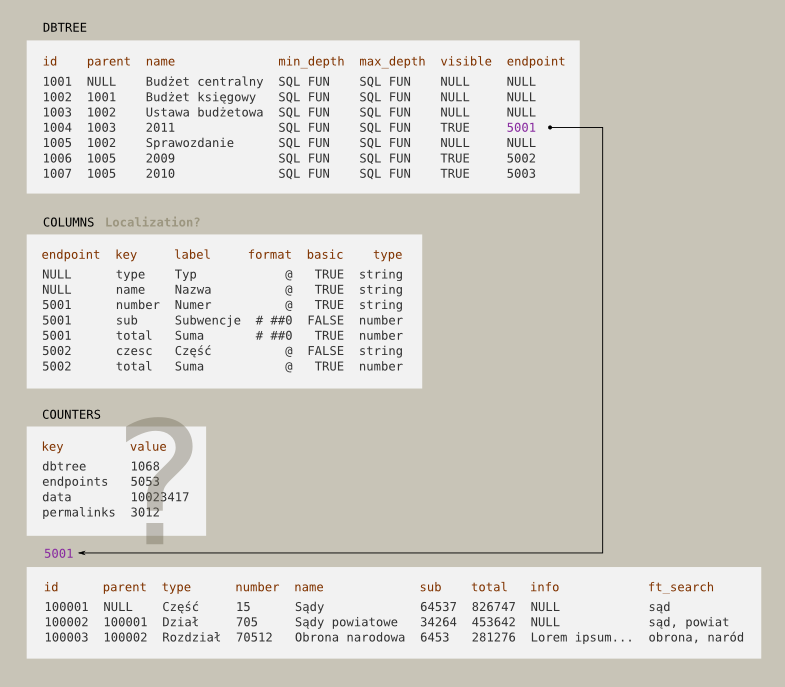 DBTREE
id parent name min_depth max_depth visible endpoint
1001 NULL Budżet centralny SQL FUN SQL FUN NULL NULL
1002 1001 Budżet księgowy SQL FUN SQL FUN NULL NULL
1003 1002 Ustawa budżetowa SQL FUN SQL FUN NULL NULL
1004 1003 2011 SQL FUN SQL FUN TRUE 5001
1005 1002 Sprawozdanie SQL FUN SQL FUN NULL NULL
1006 1005 2009 SQL FUN SQL FUN TRUE 5002
1007 1005 2010 SQL FUN SQL FUN TRUE 5003
COLUMNS Localization?
endpoint key label format basic type
NULL type Typ @ TRUE string
NULL name Nazwa @ TRUE string
5001 number Numer @ TRUE string
5001 sub Subwencje # ##0 FALSE number
5001 total Suma # ##0 TRUE number
5002 czesc Część @ FALSE string
5002 total Suma @ TRUE number
COUNTERS
?
key value
dbtree 1068
endpoints 5053
data 10023417
permalinks 3012
5001
id parent type number name sub total info ft_search
100001 NULL Część 15 Sądy 64537 826747 NULL sąd
100002 100001 Dział 705 Sądy powiatowe 34264 453642 NULL sąd, powiat
100003 100002 Rozdział 70512 Obrona narodowa 6453 281276 Lorem ipsum... obrona, naród